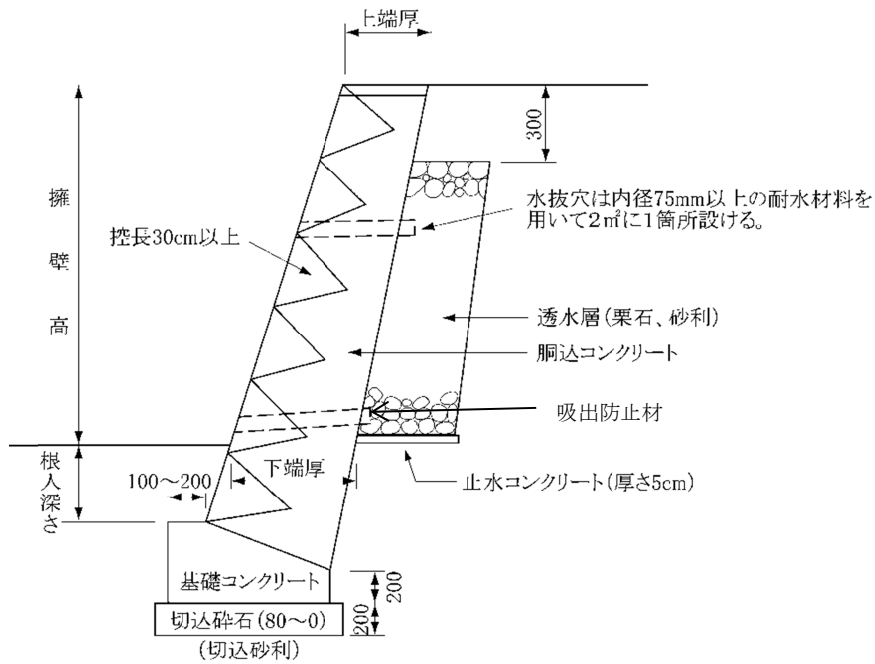 上端厚
300
水抜穴は内径75mm以上の耐水材料を
用いて2㎡に1箇所設ける。
擁壁高
控長30cm以上
透水層(栗石、砂利)
胴込コンクリート
吸出防止材
根入深さ
100～200
下端厚
止水コンクリート(厚さ5cm)
基礎コンクリート
200
切込砕石(80～0)
200
(切込砂利)